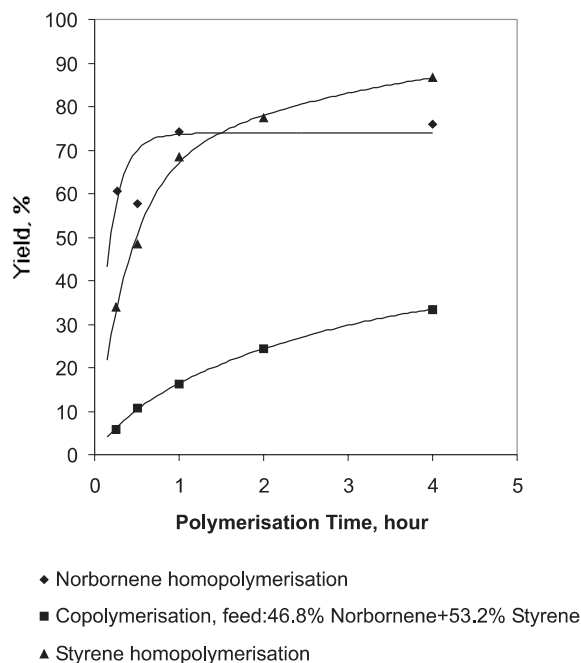 100
90
80
70
60
50
40
30
20
10
0
Yield. %
0 1 2 3 4 5
Polymerisation Time, hour
Norbornene homopolymerisation
Copolymerisation, feed:46.8% Norbornene+53.2% Styrene
Styrene homopolymerisation